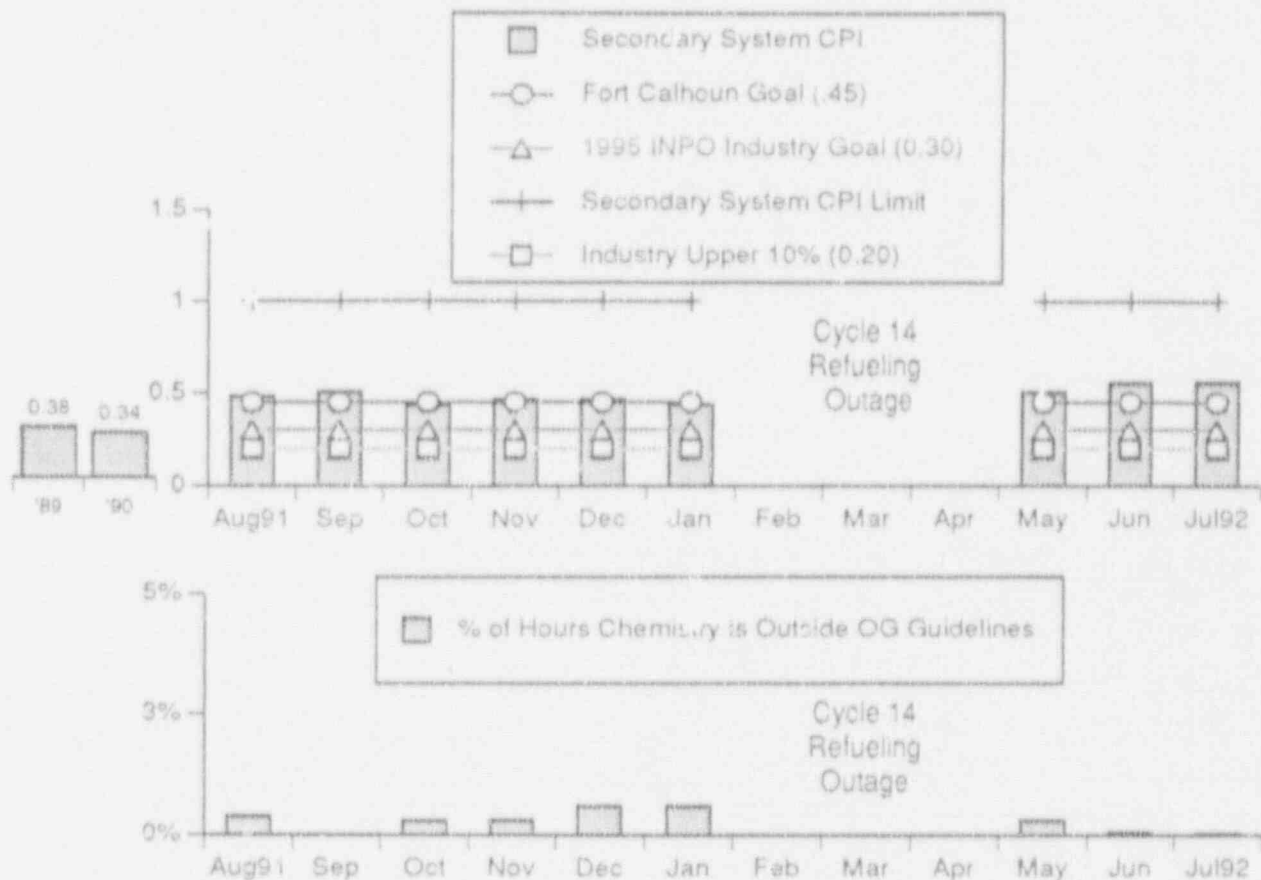 Secondary System CPI
Fort Calhoun Goal (.45)
1995 INPO Industry Goal (0.30)
Secondary System CPI Limit
Industry Upper 10% (0.20)
1.5
1
0.5
0
0.38
0.34
'89
'90
Cycle 14
Refueling
Outage
Aug91 Sep Oct Nov Dec Jan Feb Mar Apr May Jun Jul92
5%
3%
0%
% of Hours Chemistry is Outside OG Guidelines
Cycle 14
Refueling
Outage
Aug91 Sep Oct Nov Dec Jan Feb Mar Apr May Jun Jul92